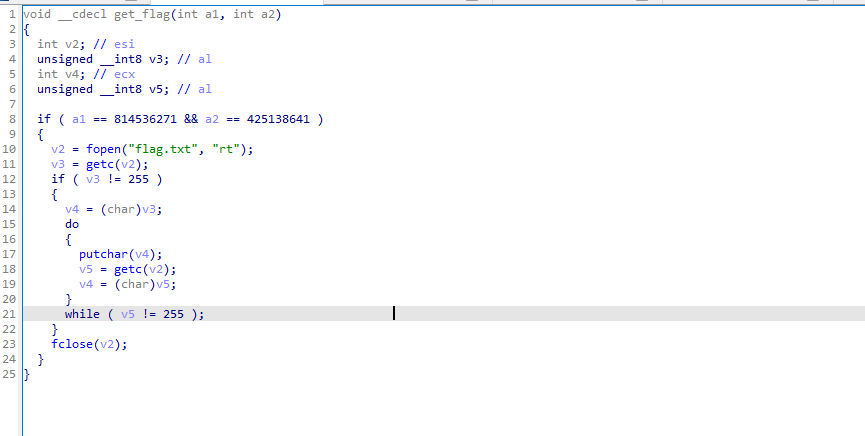 1 void __cdecl get_flag(int a1, int a2)
2 {
3   int v2; // esi
4   unsigned __int8 v3; // al
5   int v4; // ecx
6   unsigned __int8 v5; // al
7
8   if ( a1 == 814536271 && a2 == 425138641 )
9   {
10     v2 = fopen("flag.txt", "rt");
11     v3 = getc(v2);
12     if ( v3 != 255 )
13     {
14       v4 = (char)v3;
15       do
16       {
17         putchar(v4);
18         v5 = getc(v2);
19         v4 = (char)v5;
20       }
21       while ( v5 != 255 );
22     }
23     fclose(v2);
24   }
25 }